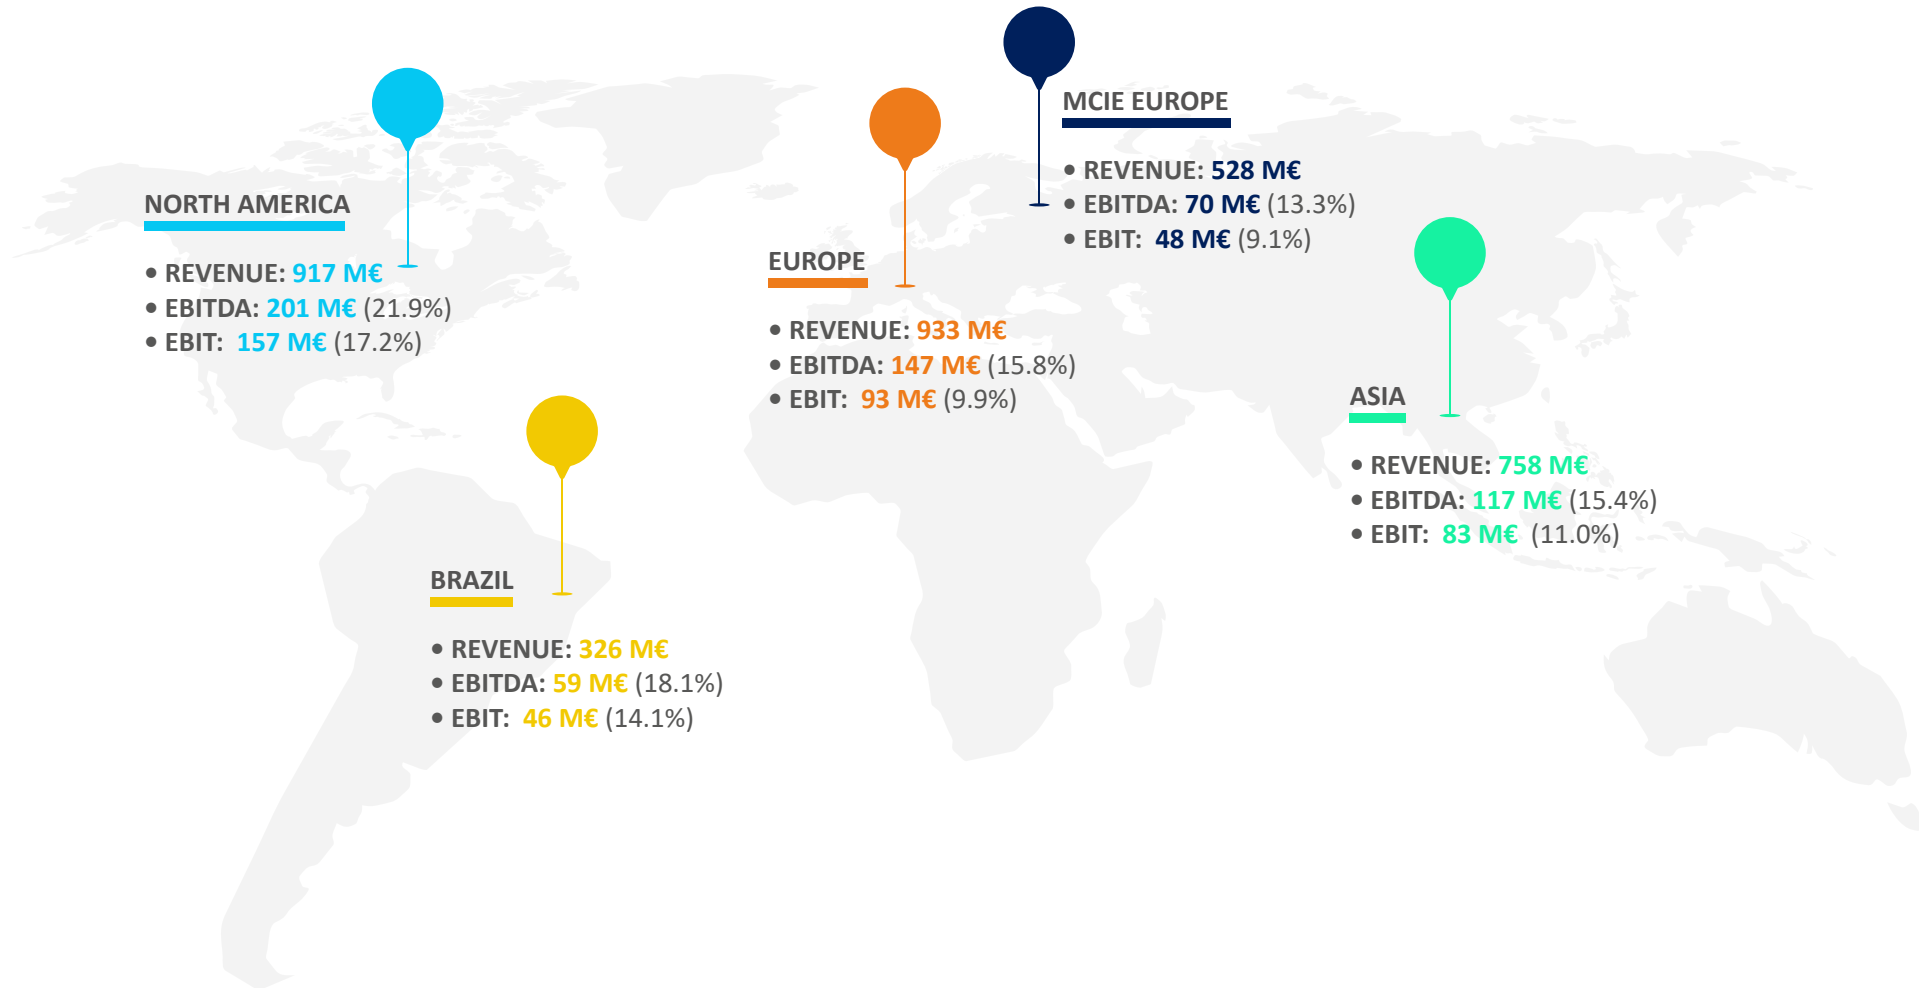 NORTH AMERICA
• REVENUE: 917 M€
• EBITDA: 201 M€ (21.9%)
• EBIT: 157 M€ (17.2%)
BRAZIL
• REVENUE: 326 M€
• EBITDA: 59 M€ (18.1%)
• EBIT: 46 M€ (14.1%)
EUROPE
• REVENUE: 933 M€
• EBITDA: 147 M€ (15.8%)
• EBIT: 93 M€ (9.9%)
MCIE EUROPE
• REVENUE: 528 M€
• EBITDA: 70 M€ (13.3%)
• EBIT: 48 M€ (9.1%)
ASIA
• REVENUE: 758 M€
• EBITDA: 117 M€ (15.4%)
• EBIT: 83 M€ (11.0%)